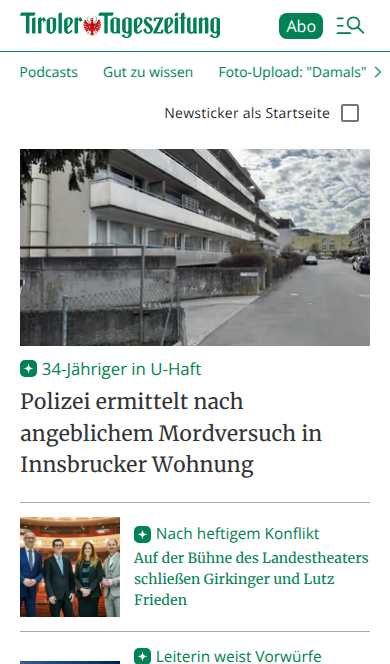 Tiroler Tageszeitung
Abo
Podcasts Gut zu wissen Foto-Upload: "Damals"
Newsticker als Startseite
34-Jähriger in U-Haft
Polizei ermittelt nach
angeblichem Mordversuch in
Innsbrucker Wohnung
Nach heftigem Konflikt
Auf der Bühne des Landestheaters
schließen Girkinger und Lutz
Frieden
Leiterin weist Vorwürfe